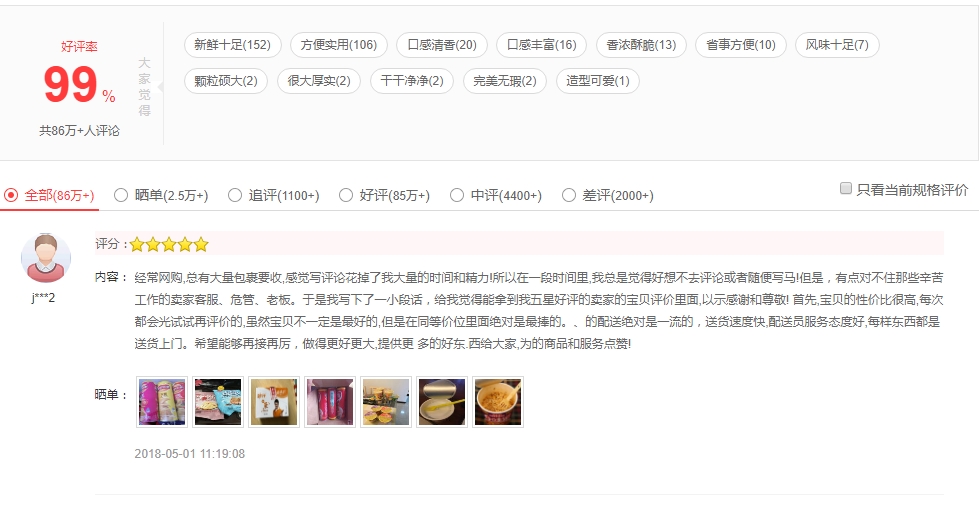 好评率
99%
共86万+人评论
大家觉得
新鲜十足(152) 方便实用(106) 口感清香(20) 口感丰富(16) 香浓酥脆(13) 省事方便(10) 风味十足(7)
颗粒硕大(2) 很大厚实(2) 干干净净(2) 完美无瑕(2) 造型可爱(1)
全部(86万+) 晒单(2.5万+) 追评(1100+) 好评(85万+) 中评(4400+) 差评(2000+) 只看当前规格评价
j***2
评分：
内容：
经常网购,总有大量包裹要收,感觉写评论花掉了我大量的时间和精力!所以在一段时间里,我总是觉得好想不去评论或者随便写马!但是，有点对不住那些辛苦
工作的卖家客服、危管、老板。于是我写下了一小段话，给我觉得能拿到我五星好评的卖家的宝贝评价里面,以示感谢和尊敬! 首先,宝贝的性价比很高,每次
都会光试试再评价的,虽然宝贝不一定是最好的,但是在同等价位里面绝对是最捧的。、的配送绝对是一流的，送货速度快,配送员服务态度好,每样东西都是
送货上门。希望能够再接再厉，做得更好更大,提供更 多的好东.西给大家,为的商品和服务点赞!
晒单：
2018-05-01 11:19:08